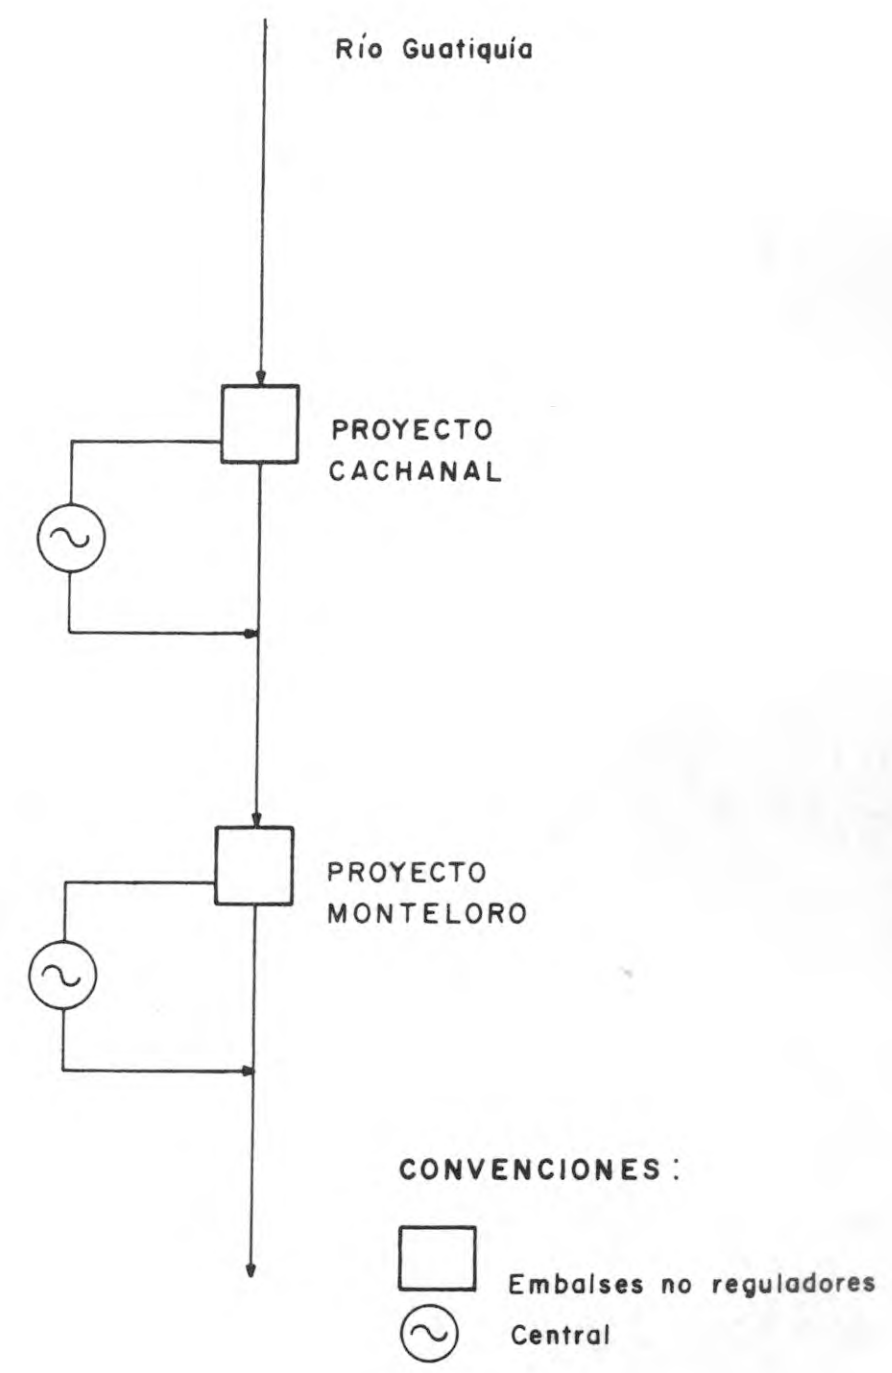 Río Guatiquía
PROYECTO
CACHANAL
PROYECTO
MONTELORO
CONVENCIONES:
Embalses no reguladores
Central